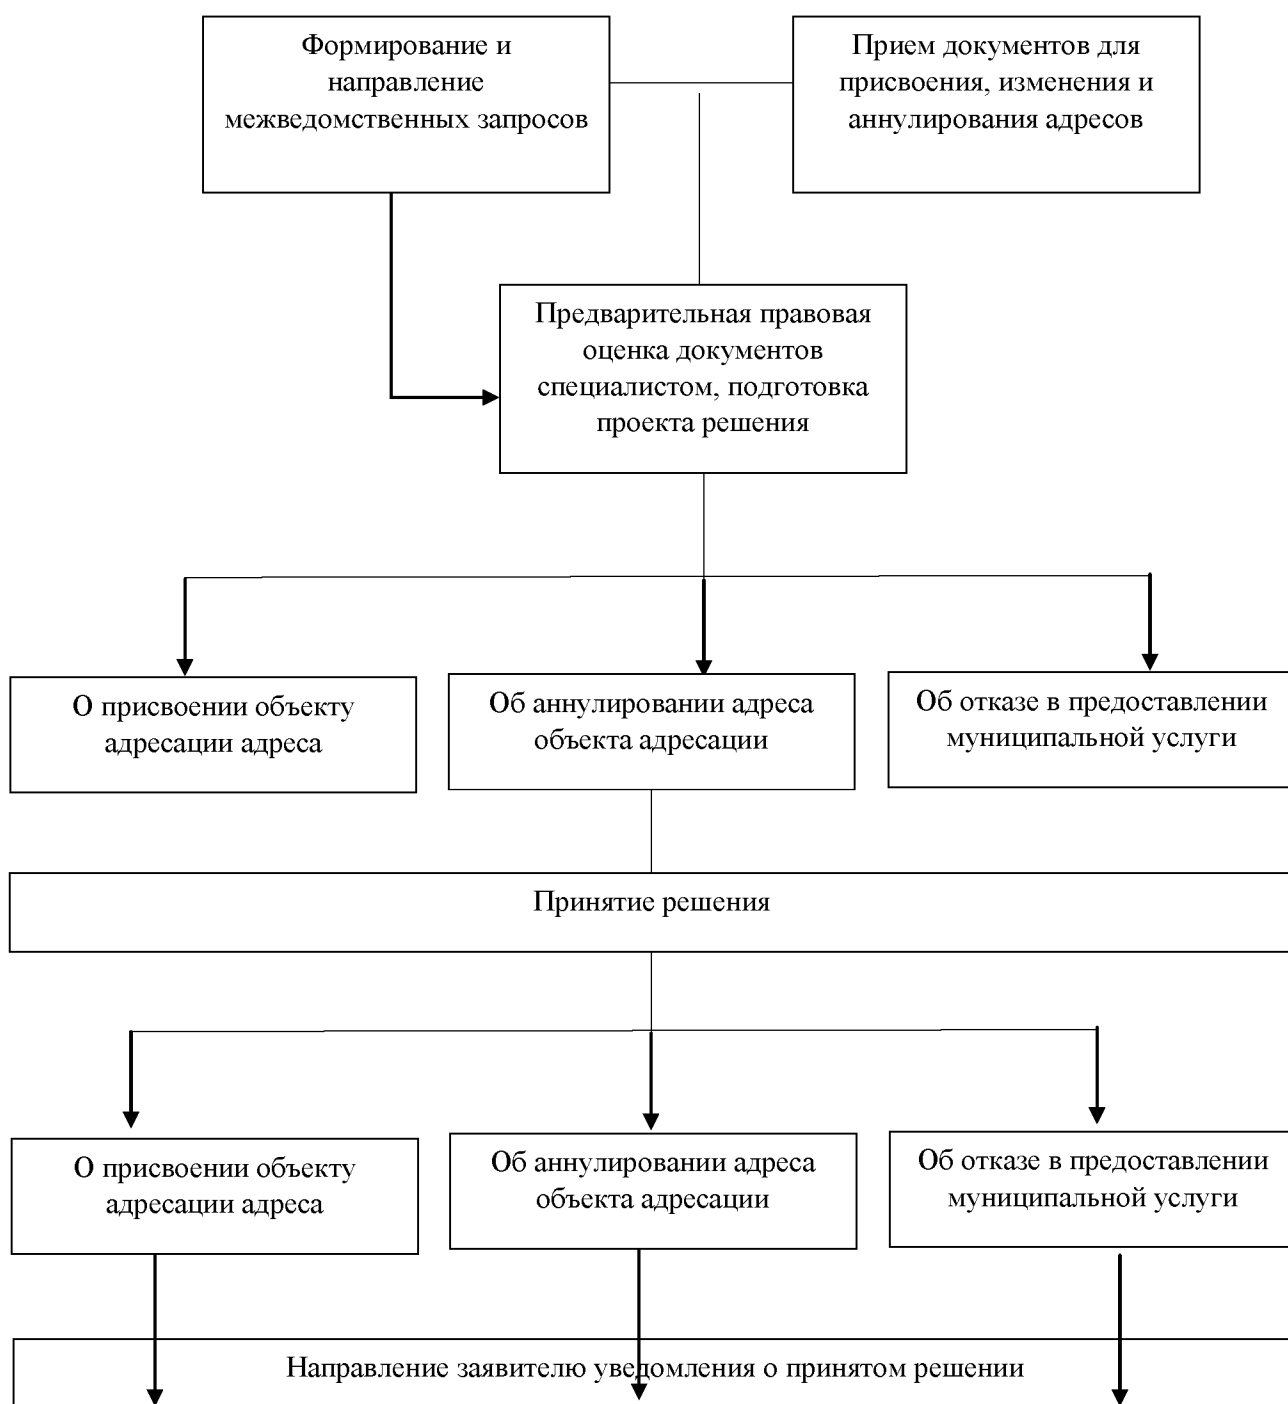 Формирование и
направление
межведомственных запросов
Прием документов для
присвоения, изменения и
аннулирования адресов
Предварительная правовая
оценка документов
специалистом, подготовка
проекта решения
О присвоении объекту
адресации адреса
Об аннулировании адреса
объекта адресации
Об отказе в предоставлении
муниципальной услуги
Принятие решения
О присвоении объекту
адресации адреса
Об аннулировании адреса
объекта адресации
Об отказе в предоставлении
муниципальной услуги
Направление заявителю уведомления о принятом решении